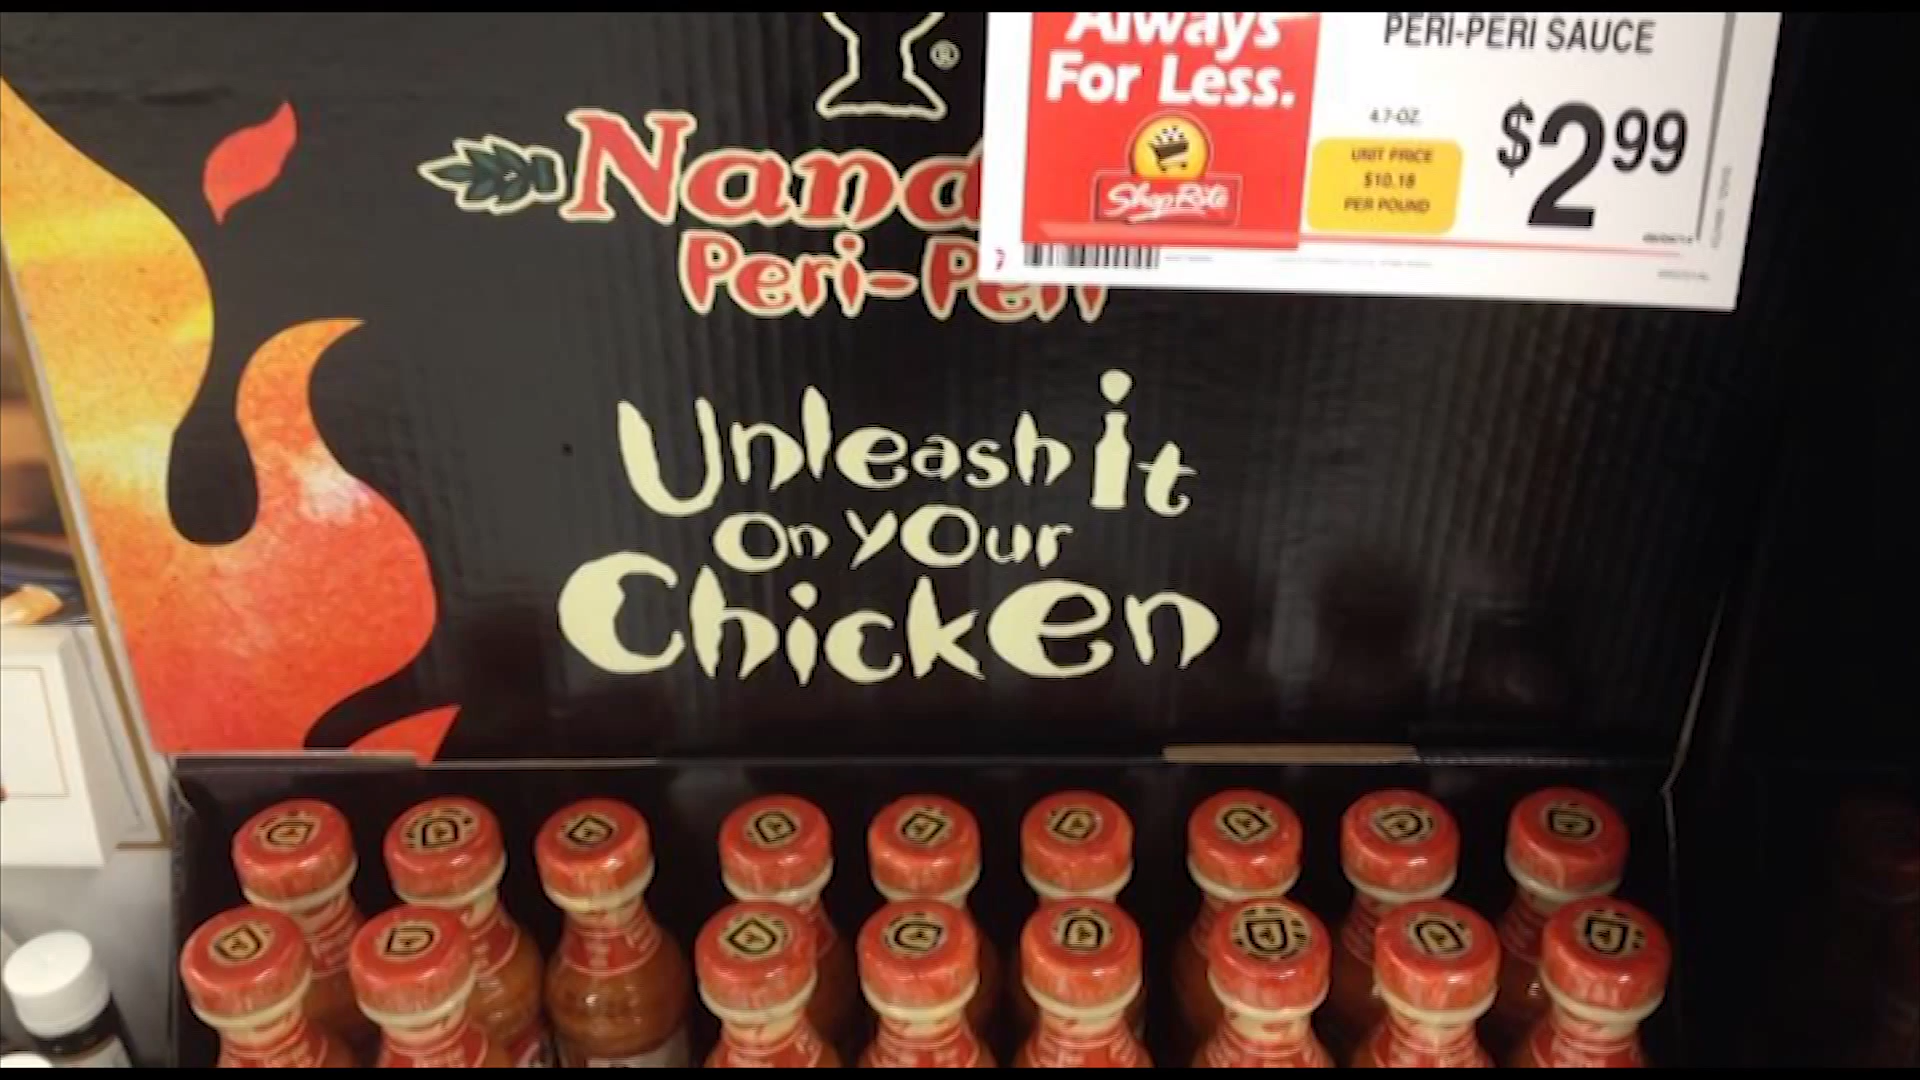 Always
For Less.
ShopRite
PERI-PERI SAUCE
4.7-OZ.
UNIT PRICE
$10.18
PER POUND
$2.99
®
Nand
Peri-Peri
Unleash it
On yOur
Chicken